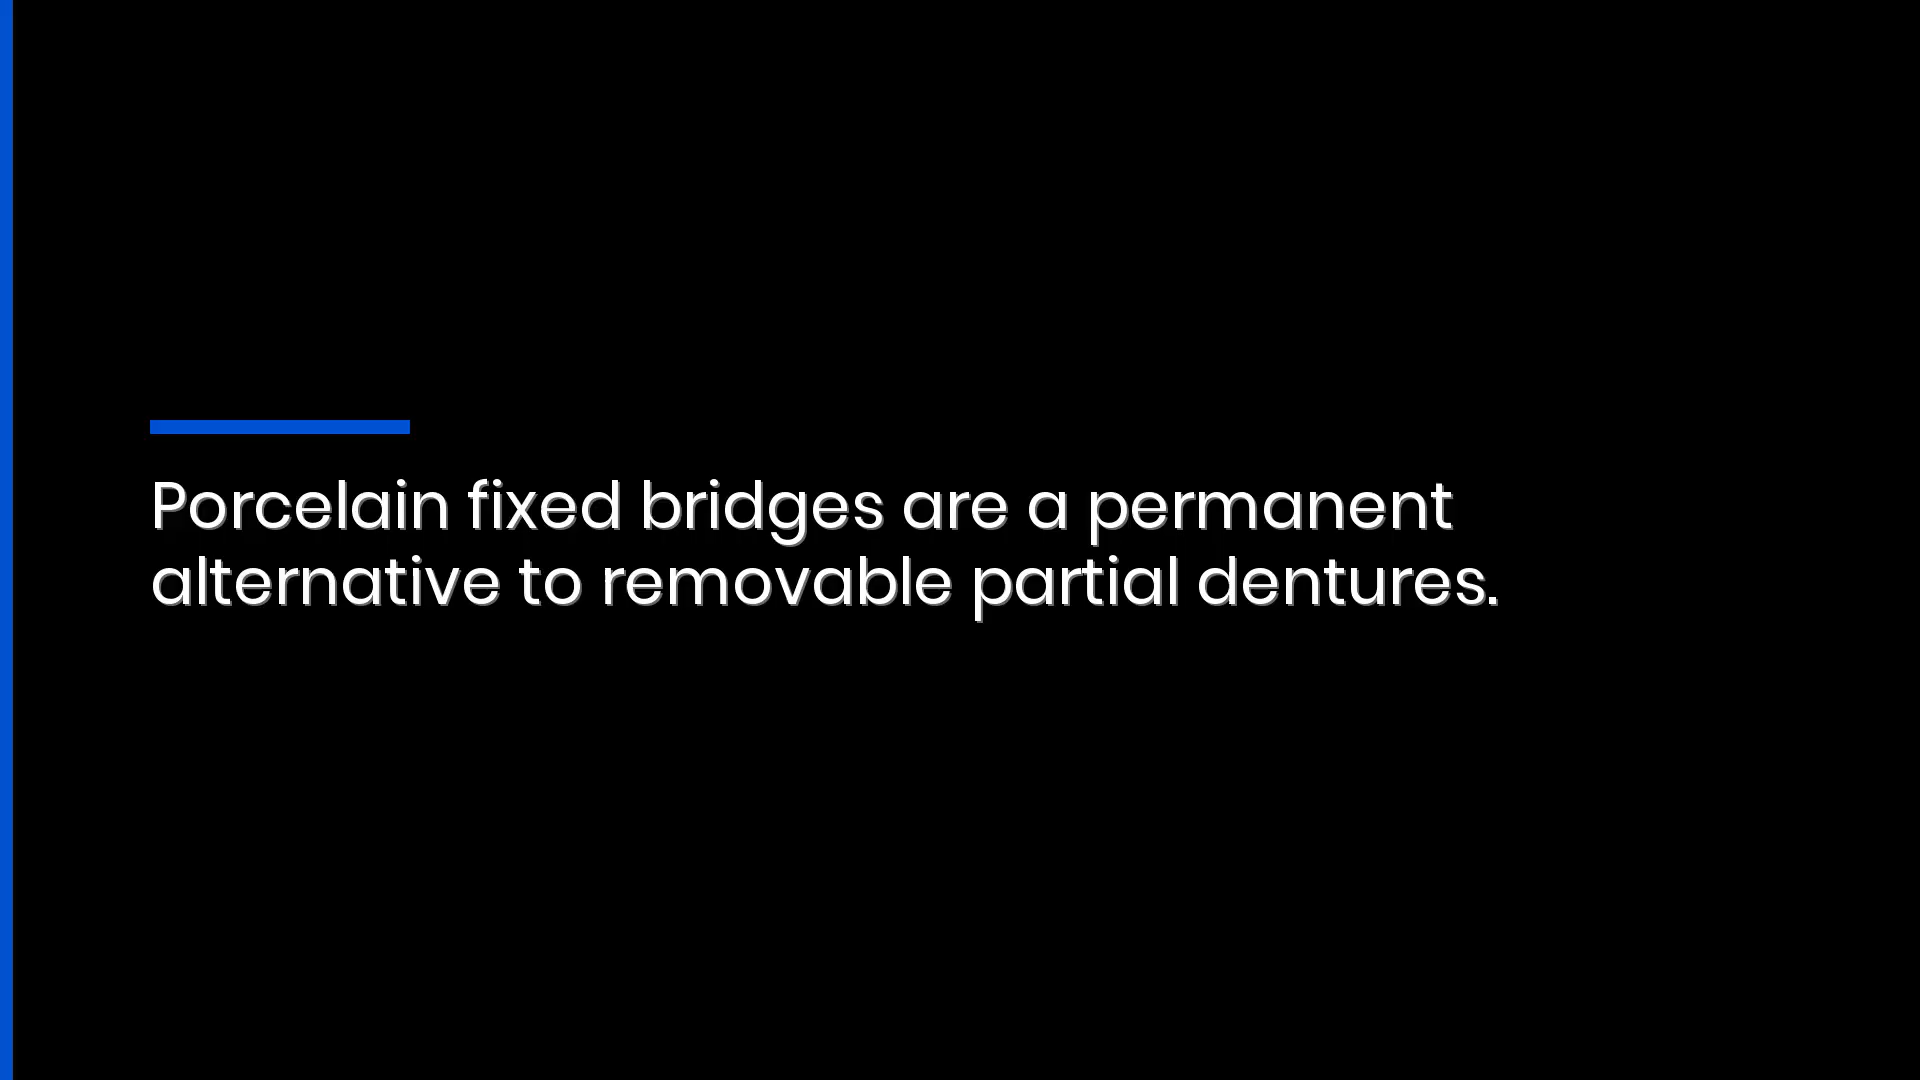 Porcelain fixed bridges are a permanent
alternative to removable partial dentures.